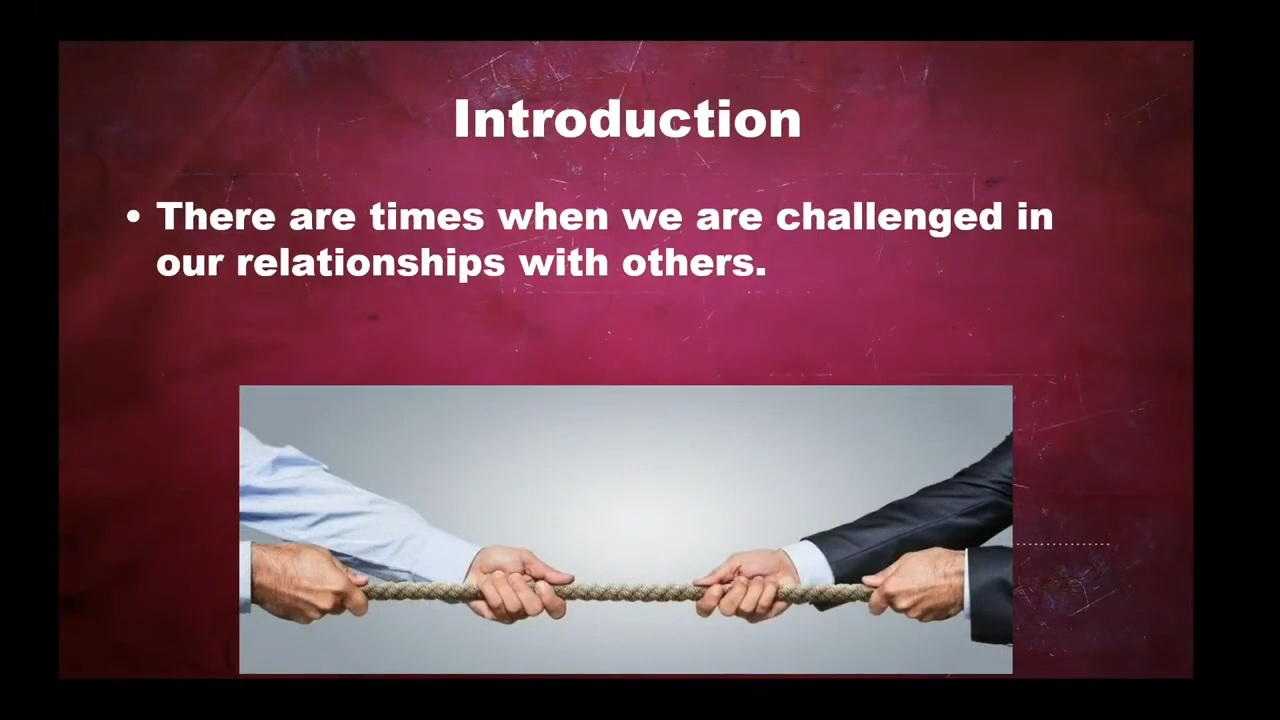 Introduction
• There are times when we are challenged in
our relationships with others.